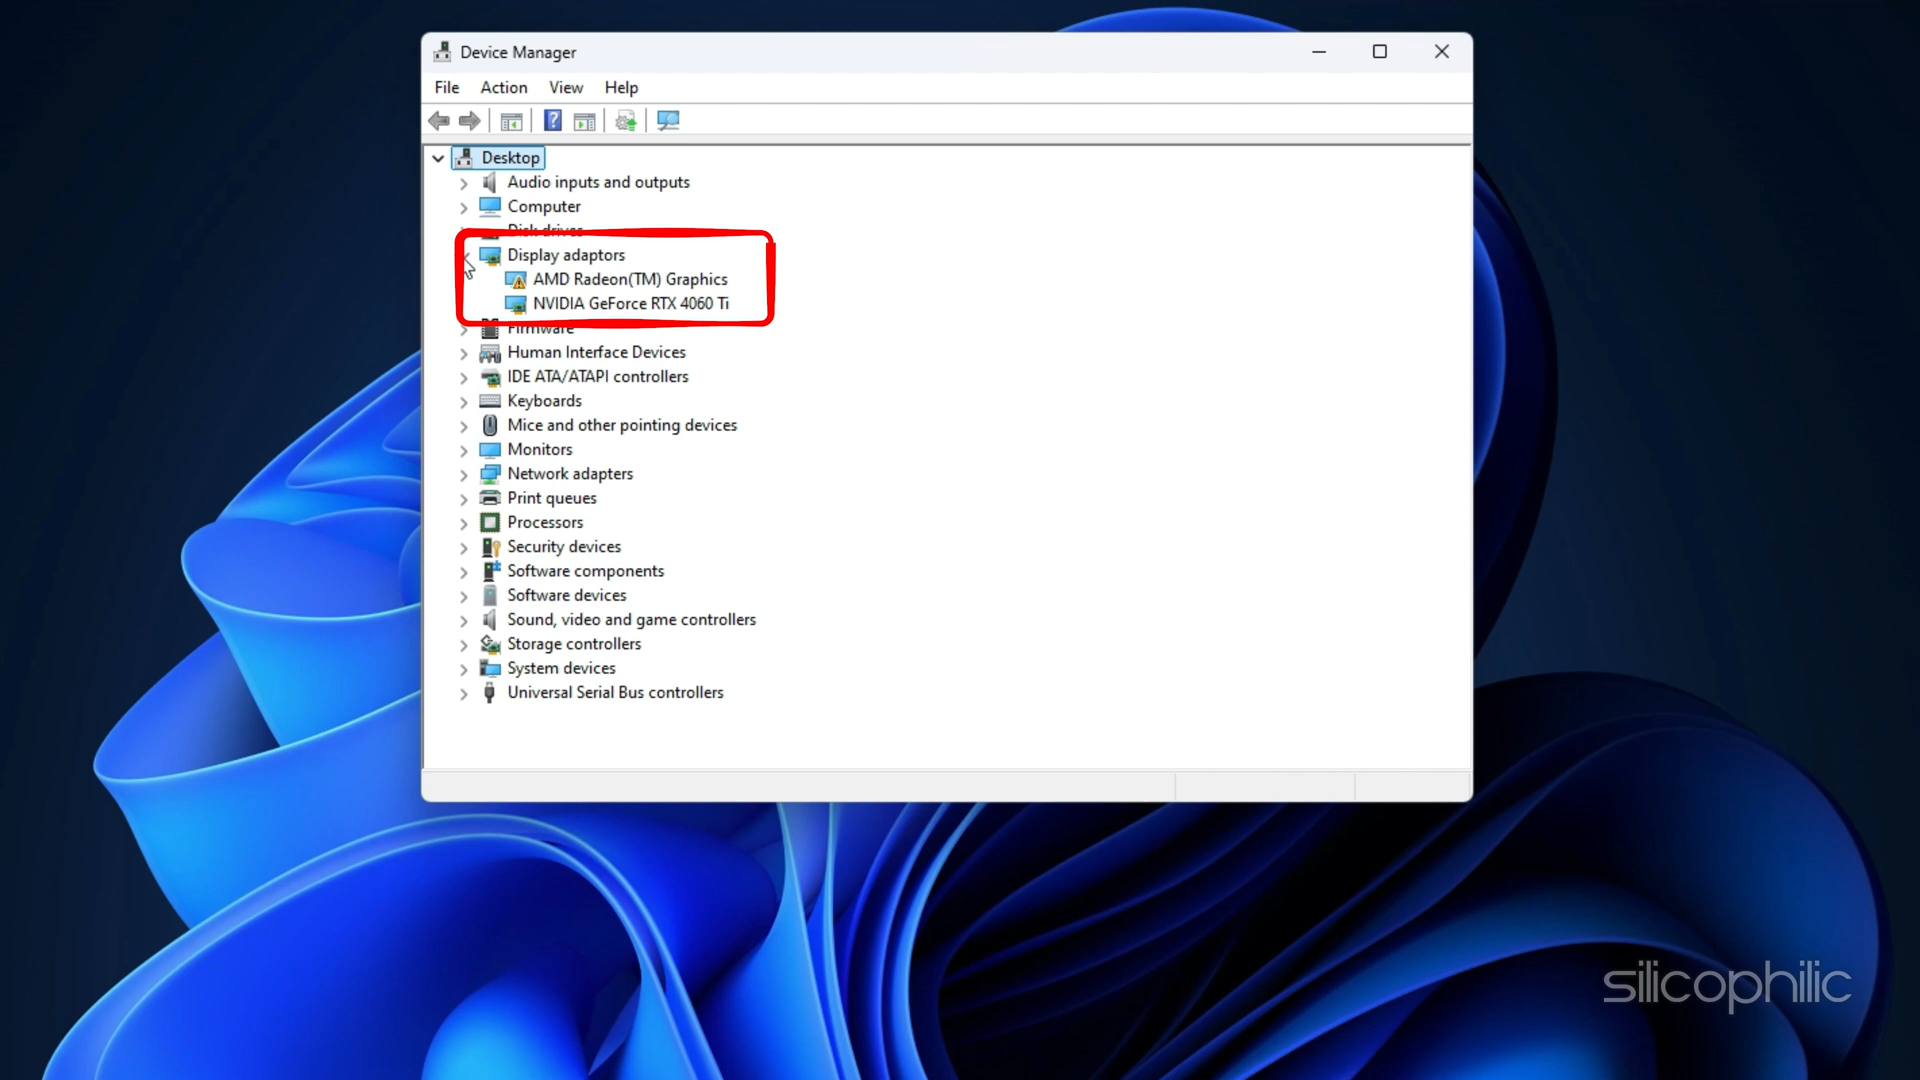 Device Manager
File Action View Help
Desktop
Audio inputs and outputs
Computer
Disk drives
Display adaptors
AMD Radeon(TM) Graphics
NVIDIA GeForce RTX 4060 Ti
Firmware
Human Interface Devices
IDE ATA/ATAPI controllers
Keyboards
Mice and other pointing devices
Monitors
Network adapters
Print queues
Processors
Security devices
Software components
Software devices
Sound, video and game controllers
Storage controllers
System devices
Universal Serial Bus controllers
silicophilic